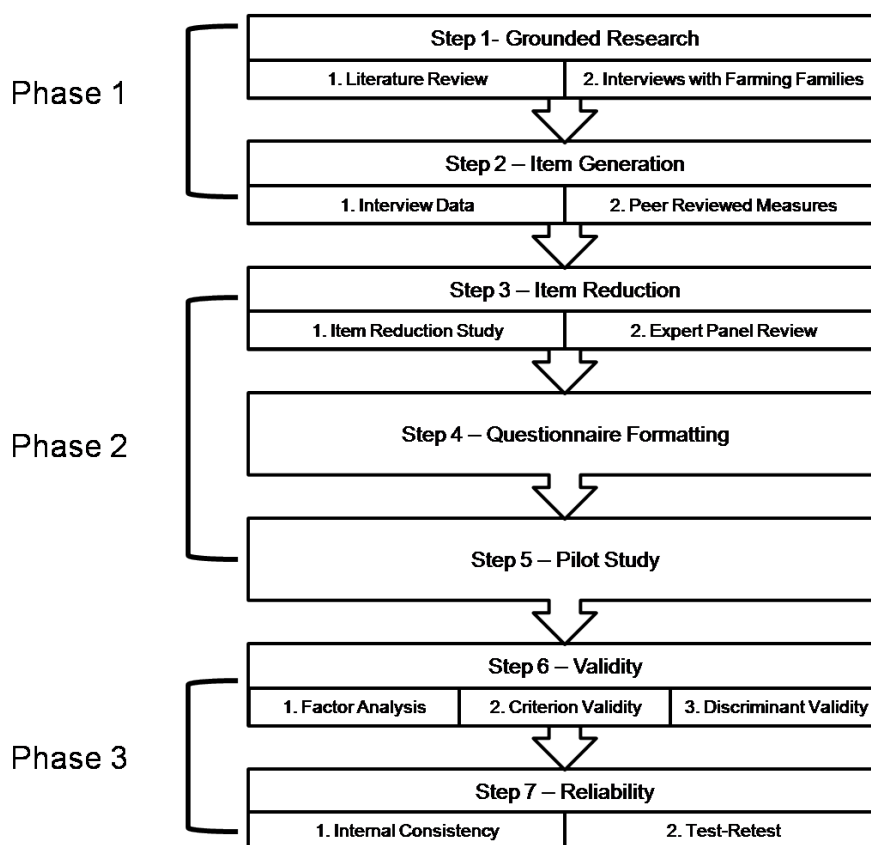 Phase 1
Step 1- Grounded Research
1. Literature Review
2. Interviews with Farming Families
Step 2 – Item Generation
1. Interview Data
2. Peer Reviewed Measures
Phase 2
Step 3 – Item Reduction
1. Item Reduction Study
2. Expert Panel Review
Step 4 – Questionnaire Formatting
Step 5 – Pilot Study
Phase 3
Step 6 – Validity
1. Factor Analysis
2. Criterion Validity
3. Discriminant Validity
Step 7 – Reliability
1. Internal Consistency
2. Test-Retest